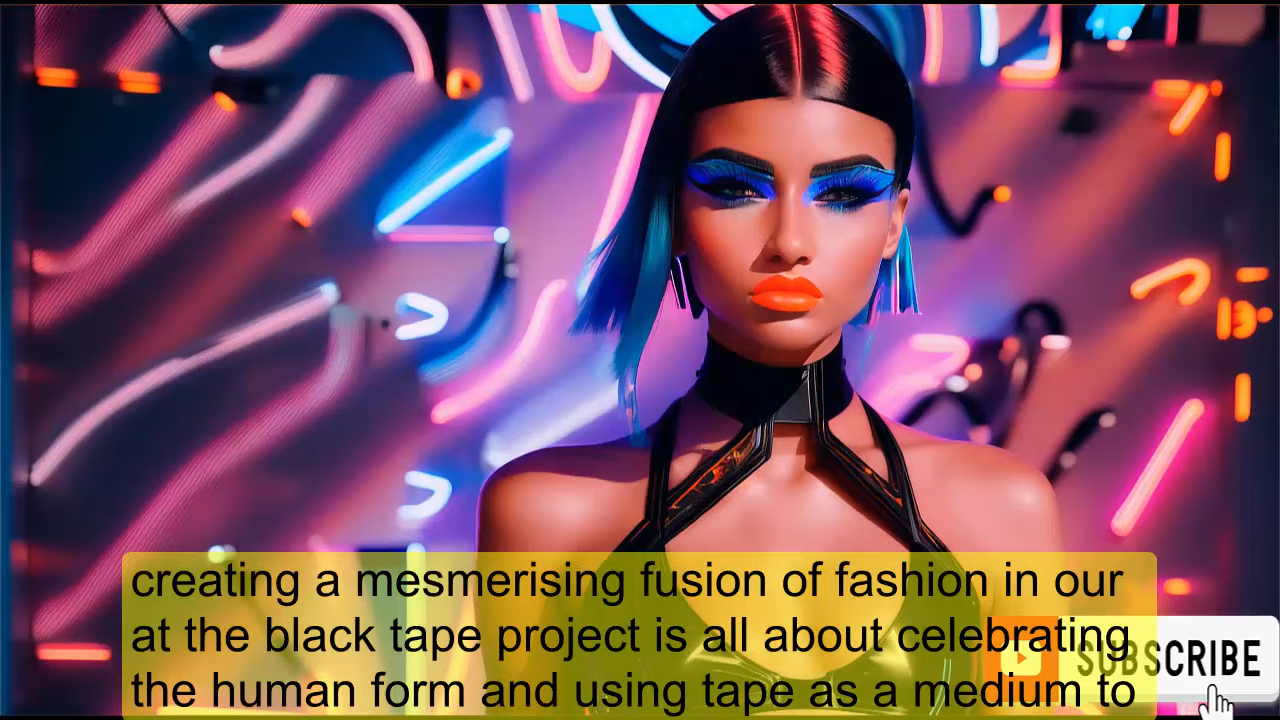 creating a mesmerising fusion of fashion in our
at the black tape project is all about celebrating
the human form and using tape as a medium to
SUBSCRIBE